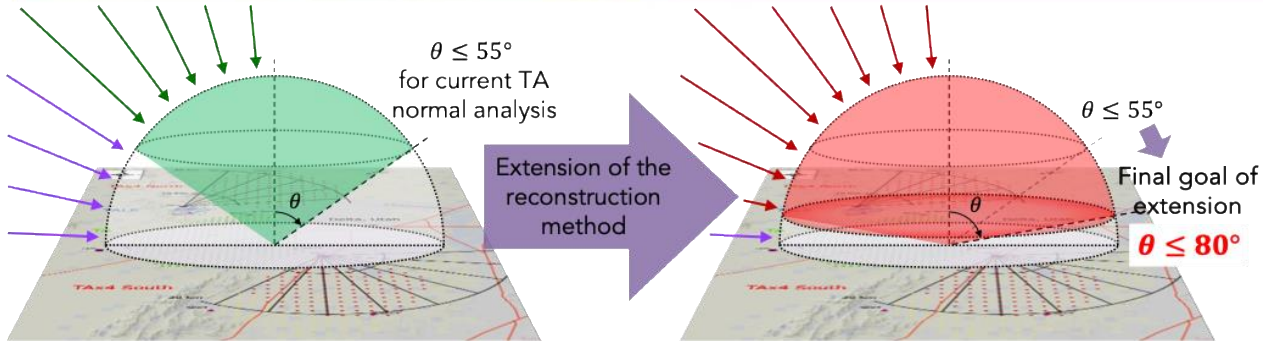 θ ≤ 55°
for current TA
normal analysis
θ
TAx4 South
Extension of the
reconstruction
method
θ ≤ 55°
Final goal of
extension
θ ≤ 80°
θ
TAx4 South